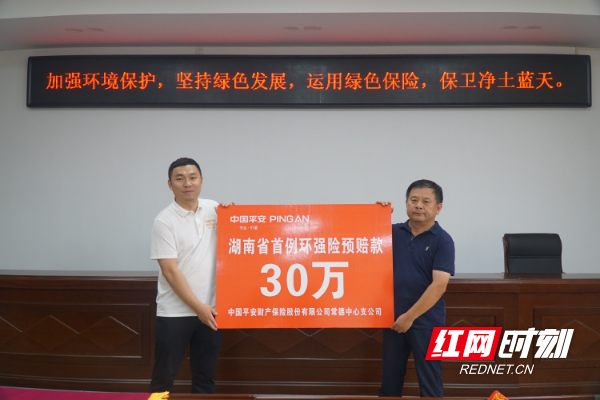 加强环境保护，坚持绿色发展，运用绿色保险，保卫净土蓝天。
中国平安 PINGAN
湖南省首例环强险预赔款
30万
中国平安财产保险股份有限公司常德中心支公司
红网时刻
REDNET.CN